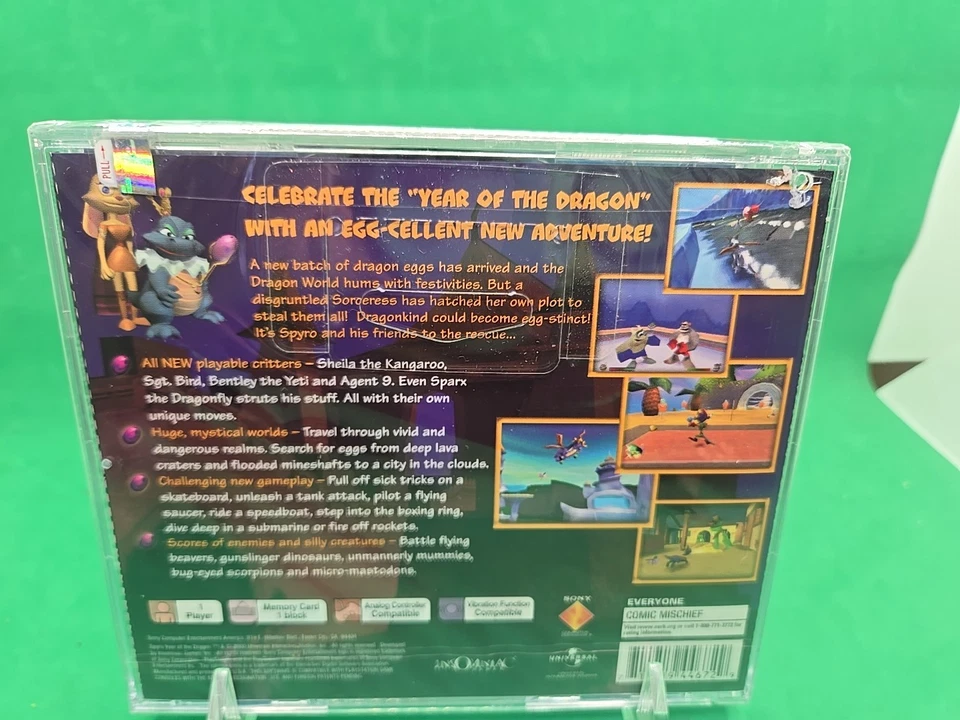 PULL→
CELEBRATE THE "YEAR OF THE DRAGON"
WITH AN EGG-CELLENT NEW ADVENTURE!
A new batch of dragon eggs has arrived and the
Dragon World hums with festivities. But a
disgruntled Sorceress has hatched her own plot to
steal them all! Dragonkind could become egg-stinct!
It's Spyro and his friends to the rescue...
All NEW playable critters – Sheila the Kangaroo,
Sgt. Bird, Bentley the Yeti and Agent 9. Even Sparx
the Dragonfly struts his stuff. All with their own
unique moves.
Huge, mystical worlds – Travel through vivid and
dangerous realms. Search for eggs from deep lava
craters and flooded mineshafts to a city in the clouds.
Challenging new gameplay – Pull off sick tricks on a
skateboard, unleash a tank attack, pilot a flying
saucer, ride a speedboat, step into the boxing ring,
dive deep in a submarine or fire off rockets.
Scores of enemies and silly creatures – Battle flying
beavers, gunslinger dinosaurs, unmannerly mummies,
bug-eyed scorpions and micro-mastodons.
1
Player
Memory Card
1 block
Analog Controller
Compatible
Vibration Function
Compatible
SONY
EVERYONE
COMIC MISCHIEF
INSOMNIAC
UNIVERSAL